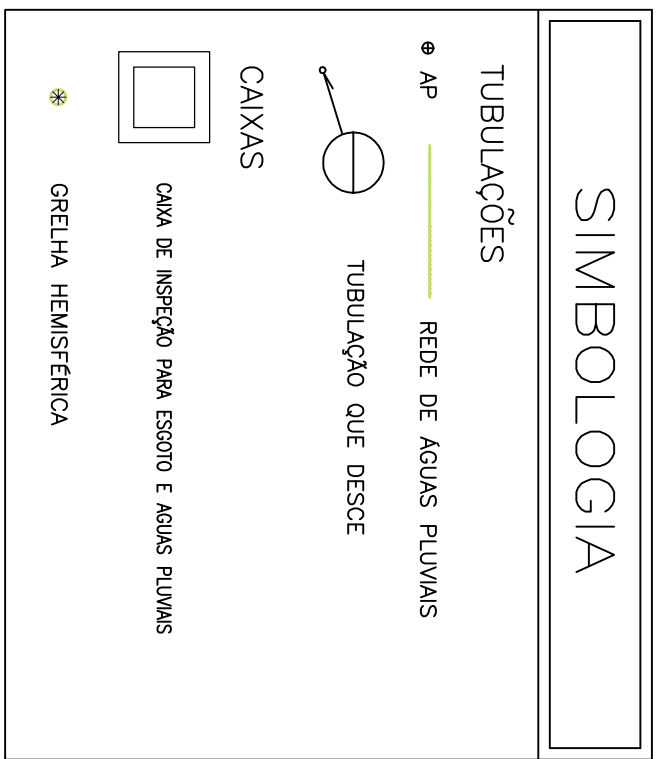 SIMBOLOGIA
TUBULAÇÕES
AP REDE DE ÁGUAS PLUVIAIS
TUBULAÇÃO QUE DESCE
CAIXAS
CAIXA DE INSPEÇÃO PARA ESGOTO E AGUAS PLUVIAIS
GRELHA HEMISFÉRICA